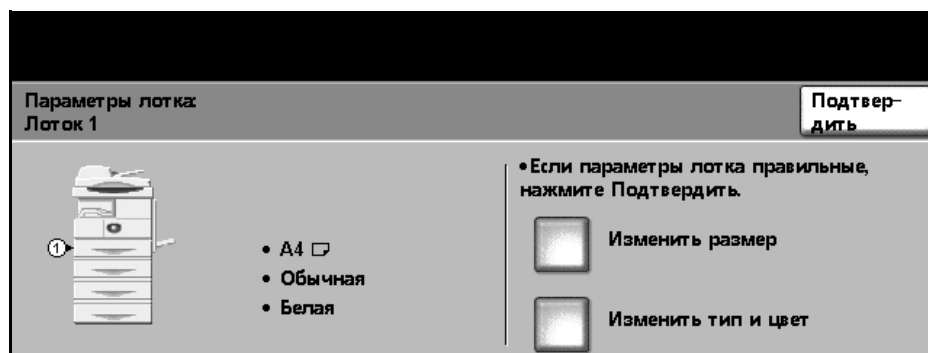 Параметры лотка:
Лоток 1
Подтвер-
дить
•Если параметры лотка правильные,
нажмите Подтвердить.
1
Изменить размер
• A4
• Обычная
• Белая
Изменить тип и цвет